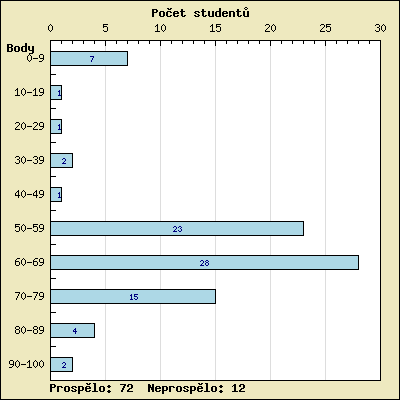 Počet studentů
0 5 10 15 20 25 30
Body
0-9 7
10-19 1
20-29 1
30-39 2
40-49 1
50-59 23
60-69 28
70-79 15
80-89 4
90-100 2
Prospělo: 72 Neprospělo: 12